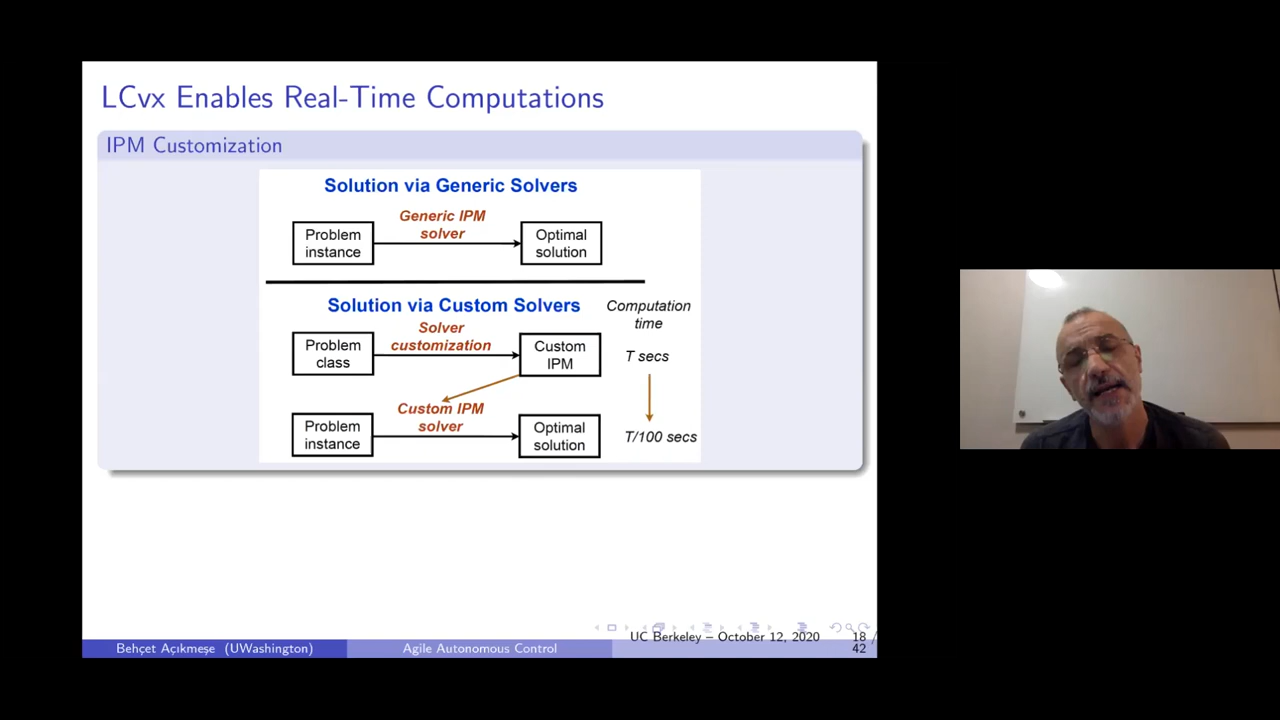 LCvx Enables Real-Time Computations
IPM Customization
Solution via Generic Solvers
Generic IPM
solver
Problem
instance
Optimal
solution
Solution via Custom Solvers
Computation
time
Solver
customization
Problem
class
Custom
IPM
T secs
Custom IPM
solver
Problem
instance
Optimal
solution
T/100 secs
UC Berkeley – October 12, 2020
18 /
42
Behçet Açıkmeşe (UWashington)
Agile Autonomous Control